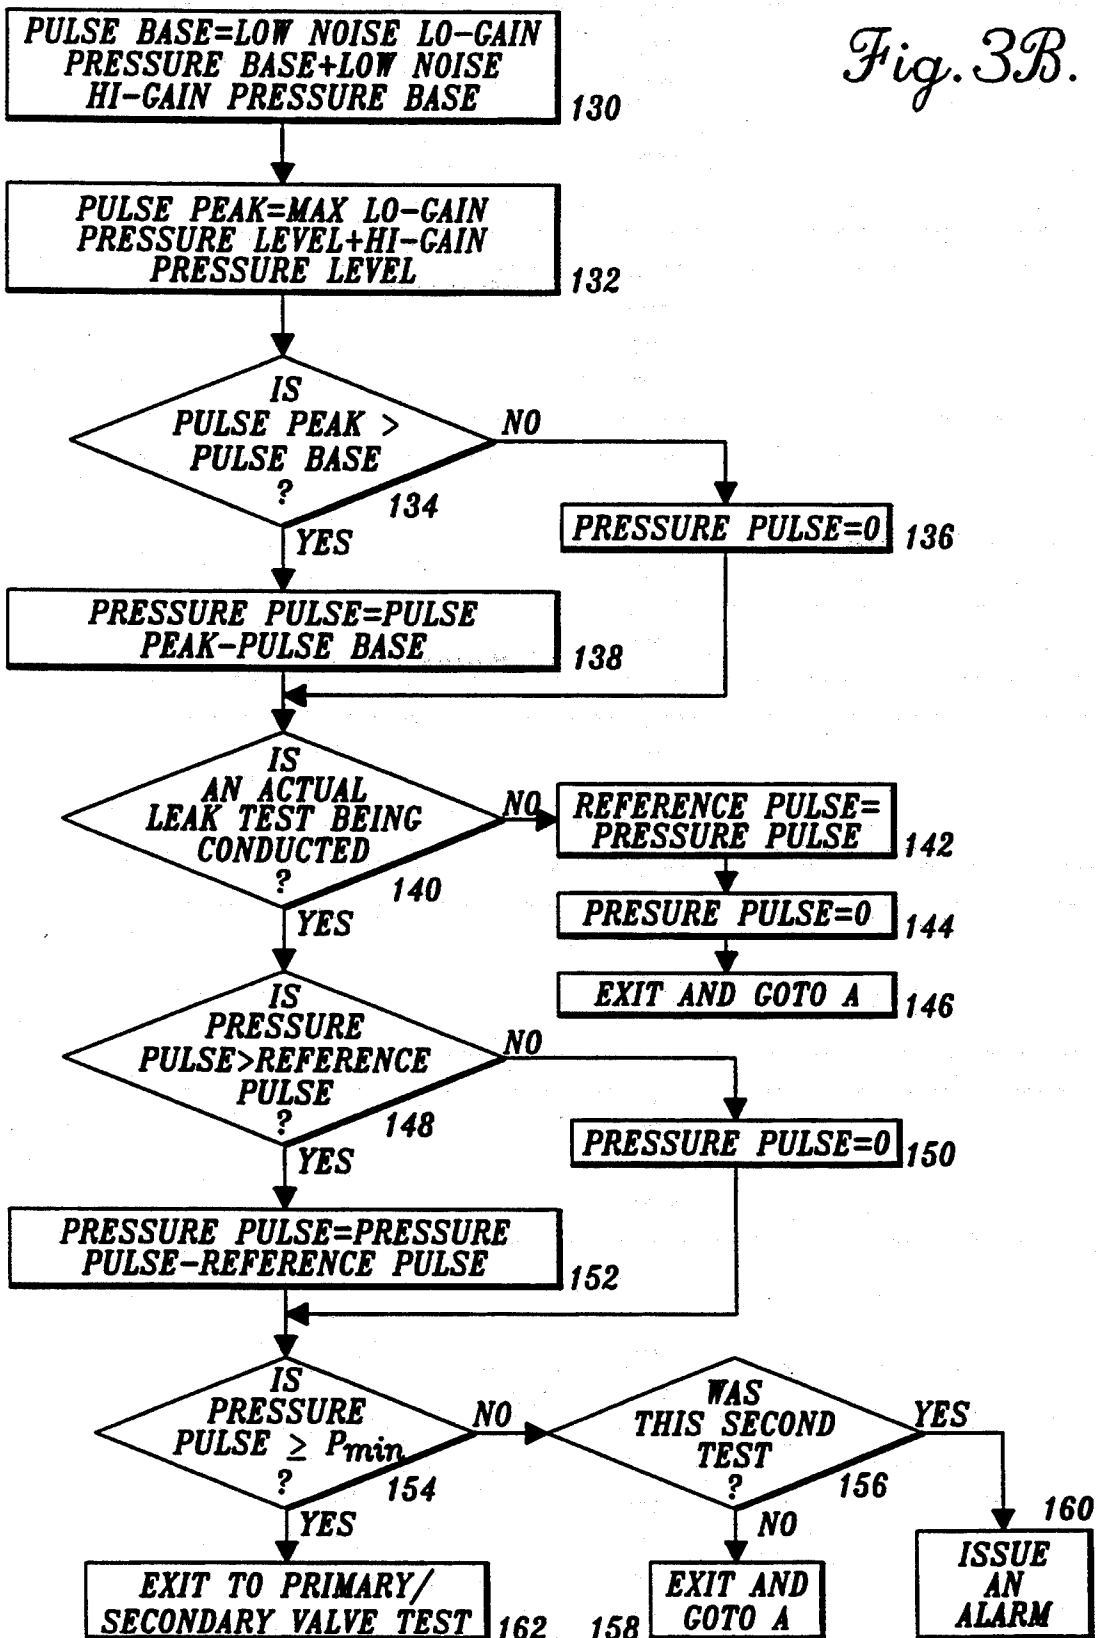 Fig. 3B.
PULSE BASE=LOW NOISE LO-GAIN
PRESSURE BASE+LOW NOISE
HI-GAIN PRESSURE BASE
130
PULSE PEAK=MAX LO-GAIN
PRESSURE LEVEL+HI-GAIN
PRESSURE LEVEL
132
IS
PULSE PEAK >
PULSE BASE
?
134
NO
YES
PRESSURE PULSE=0
136
PRESSURE PULSE=PULSE
PEAK-PULSE BASE
138
IS
AN ACTUAL
LEAK TEST BEING
CONDUCTED
?
140
NO
YES
REFERENCE PULSE=
PRESSURE PULSE
142
PRESURE PULSE=0
144
EXIT AND GOTO A
146
IS
PRESSURE
PULSE>REFERENCE
PULSE
?
148
NO
YES
PRESSURE PULSE=0
150
PRESSURE PULSE=PRESSURE
PULSE-REFERENCE PULSE
152
IS
PRESSURE
PULSE ≥ Pmin
?
154
NO
YES
WAS
THIS SECOND
TEST
?
156
YES
NO
160
ISSUE
AN
ALARM
EXIT TO PRIMARY/
SECONDARY VALVE TEST
162
158
EXIT AND
GOTO A